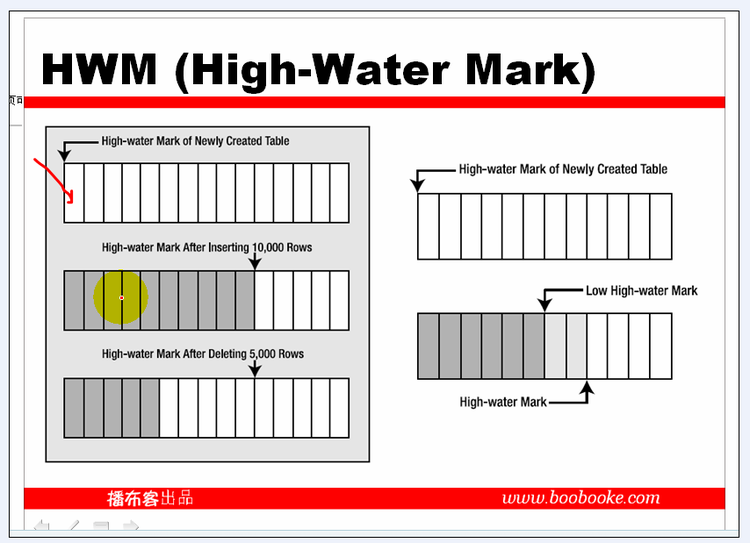 HWM (High-Water Mark)
High-water Mark of Newly Created Table
High-water Mark After Inserting 10,000 Rows
High-water Mark After Deleting 5,000 Rows
High-water Mark of Newly Created Table
Low High-water Mark
High-water Mark
播布客出品
www.boobooke.com